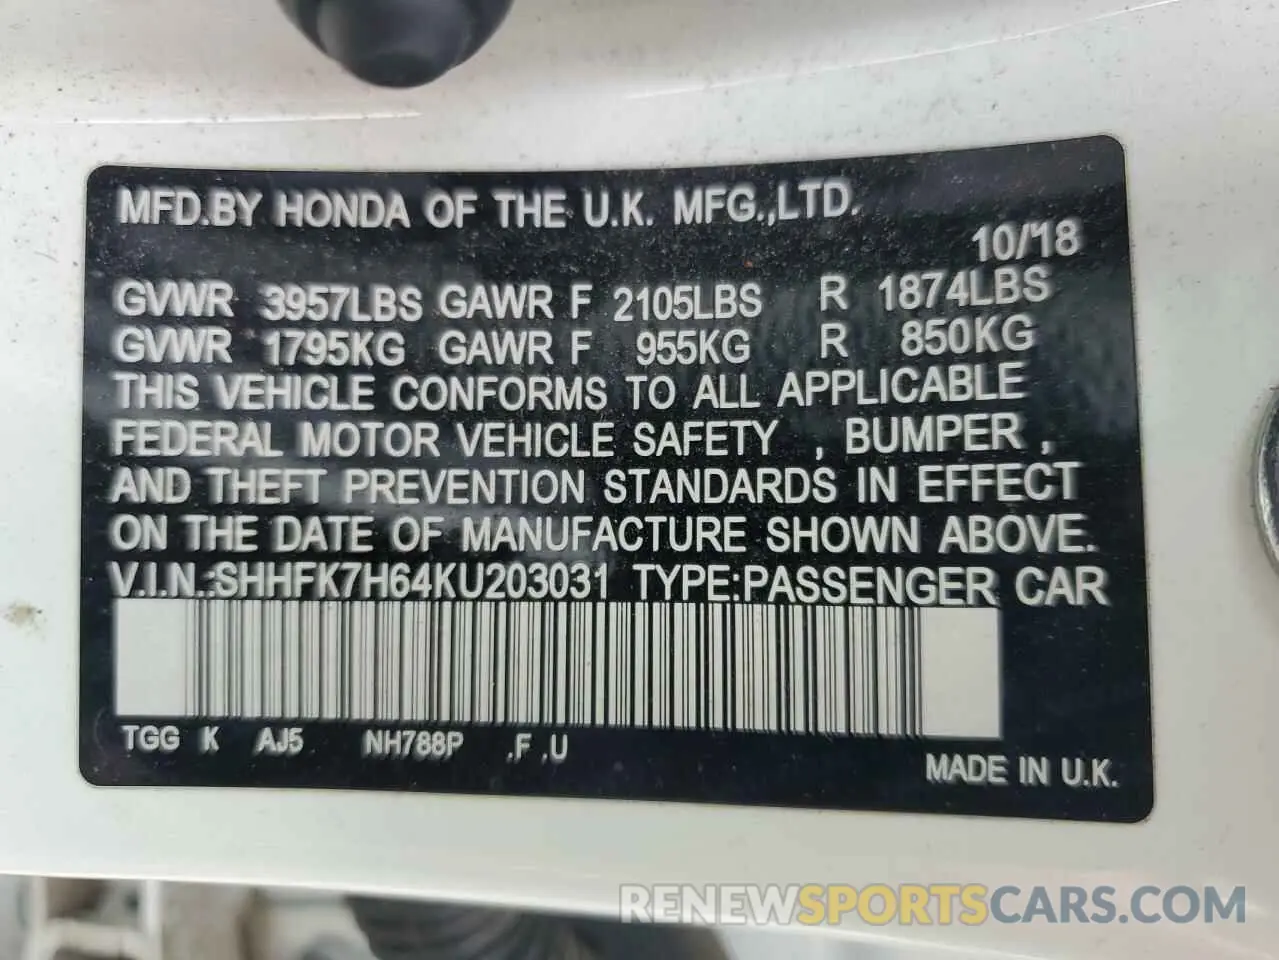 MFD.BY HONDA OF THE U.K. MFG.,LTD.
10/'18
GVWR 3957LBS GAWR F 2105LBS R 1874LBS
GVWR 1795KG GAWR F 955KG R 850KG
THIS VEHICLE CONFORMS TO ALL APPLICABLE
FEDERAL MOTOR VEHICLE SAFETY , BUMPER ,
AND THEFT PREVENTION STANDARDS IN EFFECT
ON THE DATE OF MANUFACTURE SHOWN ABOVE.
V.I.N.:SHHFK7H64KU203031 TYPE:PASSENGER CAR
TGG K AJ5 NH788P .F .U
MADE IN U.K.
RENEWSPORTSCARS.COM